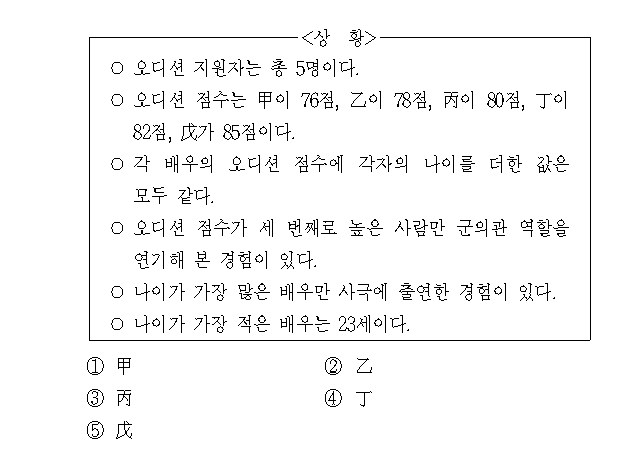 <상 황>
○ 오디션 지원자는 총 5명이다.
○ 오디션 점수는 甲이 76점, 乙이 78점, 丙이 80점, 丁이
82점, 戊가 85점이다.
○ 각 배우의 오디션 점수에 각자의 나이를 더한 값은
모두 같다.
○ 오디션 점수가 세 번째로 높은 사람만 군의관 역할을
연기해 본 경험이 있다.
○ 나이가 가장 많은 배우만 사극에 출연한 경험이 있다.
○ 나이가 가장 적은 배우는 23세이다.
① 甲 ② 乙
③ 丙 ④ 丁
⑤ 戊